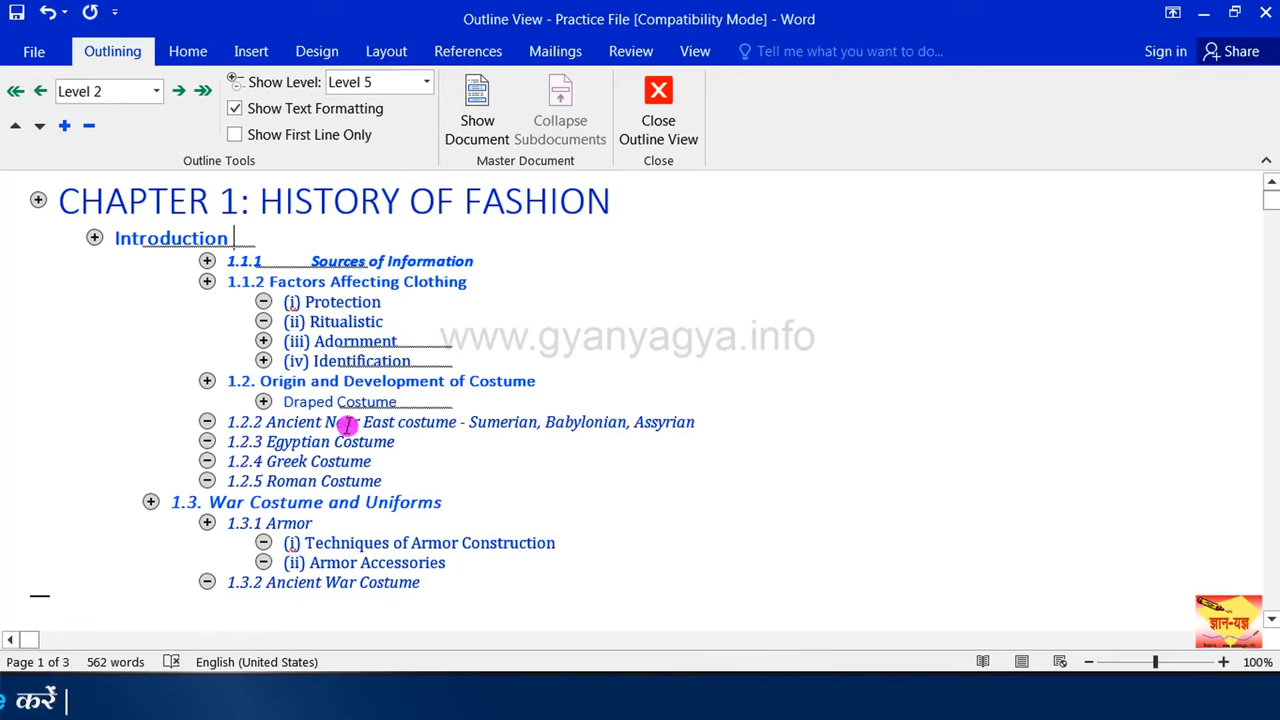 Outline View - Practice File [Compatibility Mode] - Word
File Outlining Home Insert Design Layout References Mailings Review View Tell me what you want to do... Sign in Share
Level 2
Show Level: Level 5
Show Text Formatting
Show First Line Only
Outline Tools
Show Document
Collapse Subdocuments
Master Document
Close Outline View
Close
CHAPTER 1: HISTORY OF FASHION
Introduction
1.1.1 Sources of Information
1.1.2 Factors Affecting Clothing
(i) Protection
(ii) Ritualistic
(iii) Adornment
(iv) Identification
1.2. Origin and Development of Costume
Draped Costume
1.2.2 Ancient Near East costume - Sumerian, Babylonian, Assyrian
1.2.3 Egyptian Costume
1.2.4 Greek Costume
1.2.5 Roman Costume
1.3. War Costume and Uniforms
1.3.1 Armor
(i) Techniques of Armor Construction
(ii) Armor Accessories
1.3.2 Ancient War Costume
www.gyanyagya.info
ज्ञान-यज्ञ
Page 1 of 3 562 words English (United States) 100%
करें |